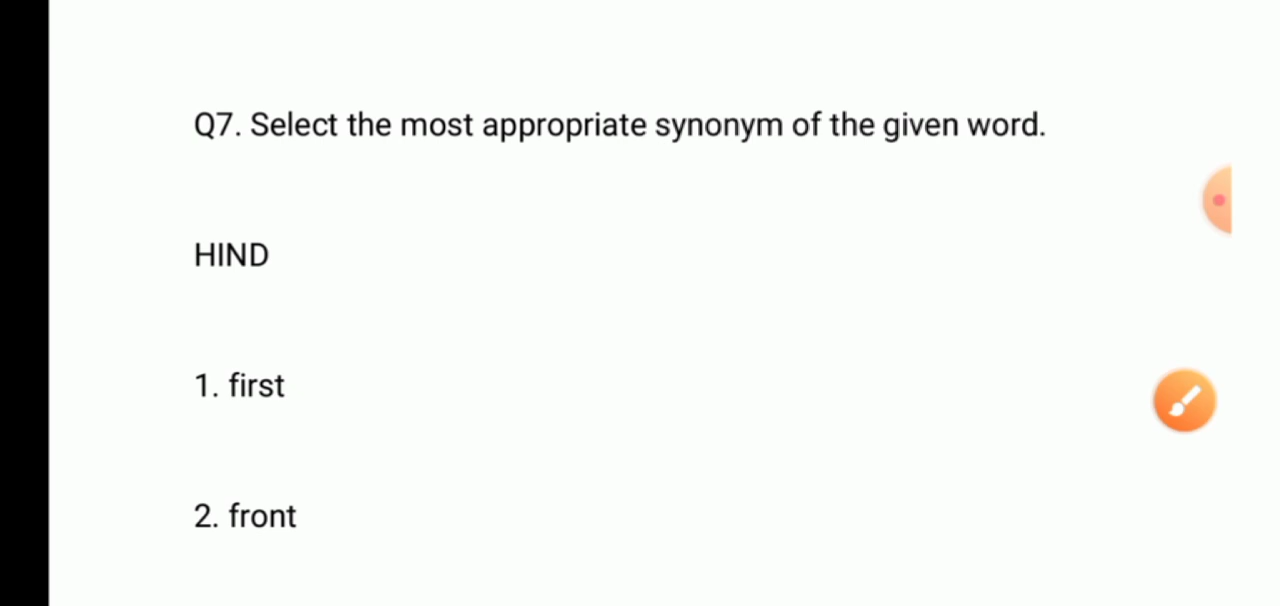 Q7. Select the most appropriate synonym of the given word.
HIND
1. first
2. front